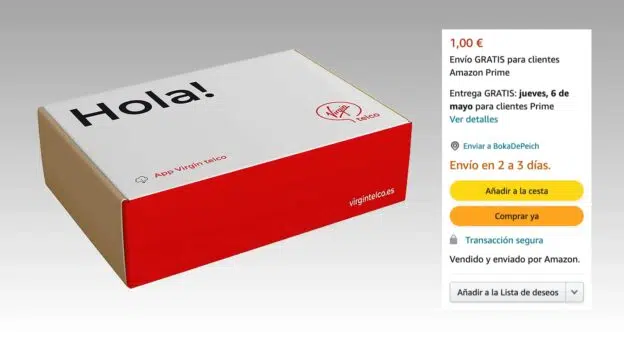 Hola!
Virgin
telco
App Virgin telco
virgintelco.es
1,00 €
Envío GRATIS para clientes
Amazon Prime
Entrega GRATIS: jueves, 6 de
mayo para clientes Prime
Ver detalles
Enviar a BokaDePeich
Envío en 2 a 3 días.
Añadir a la cesta
Comprar ya
Transacción segura
Vendido y enviado por Amazon.
Añadir a la Lista de deseos